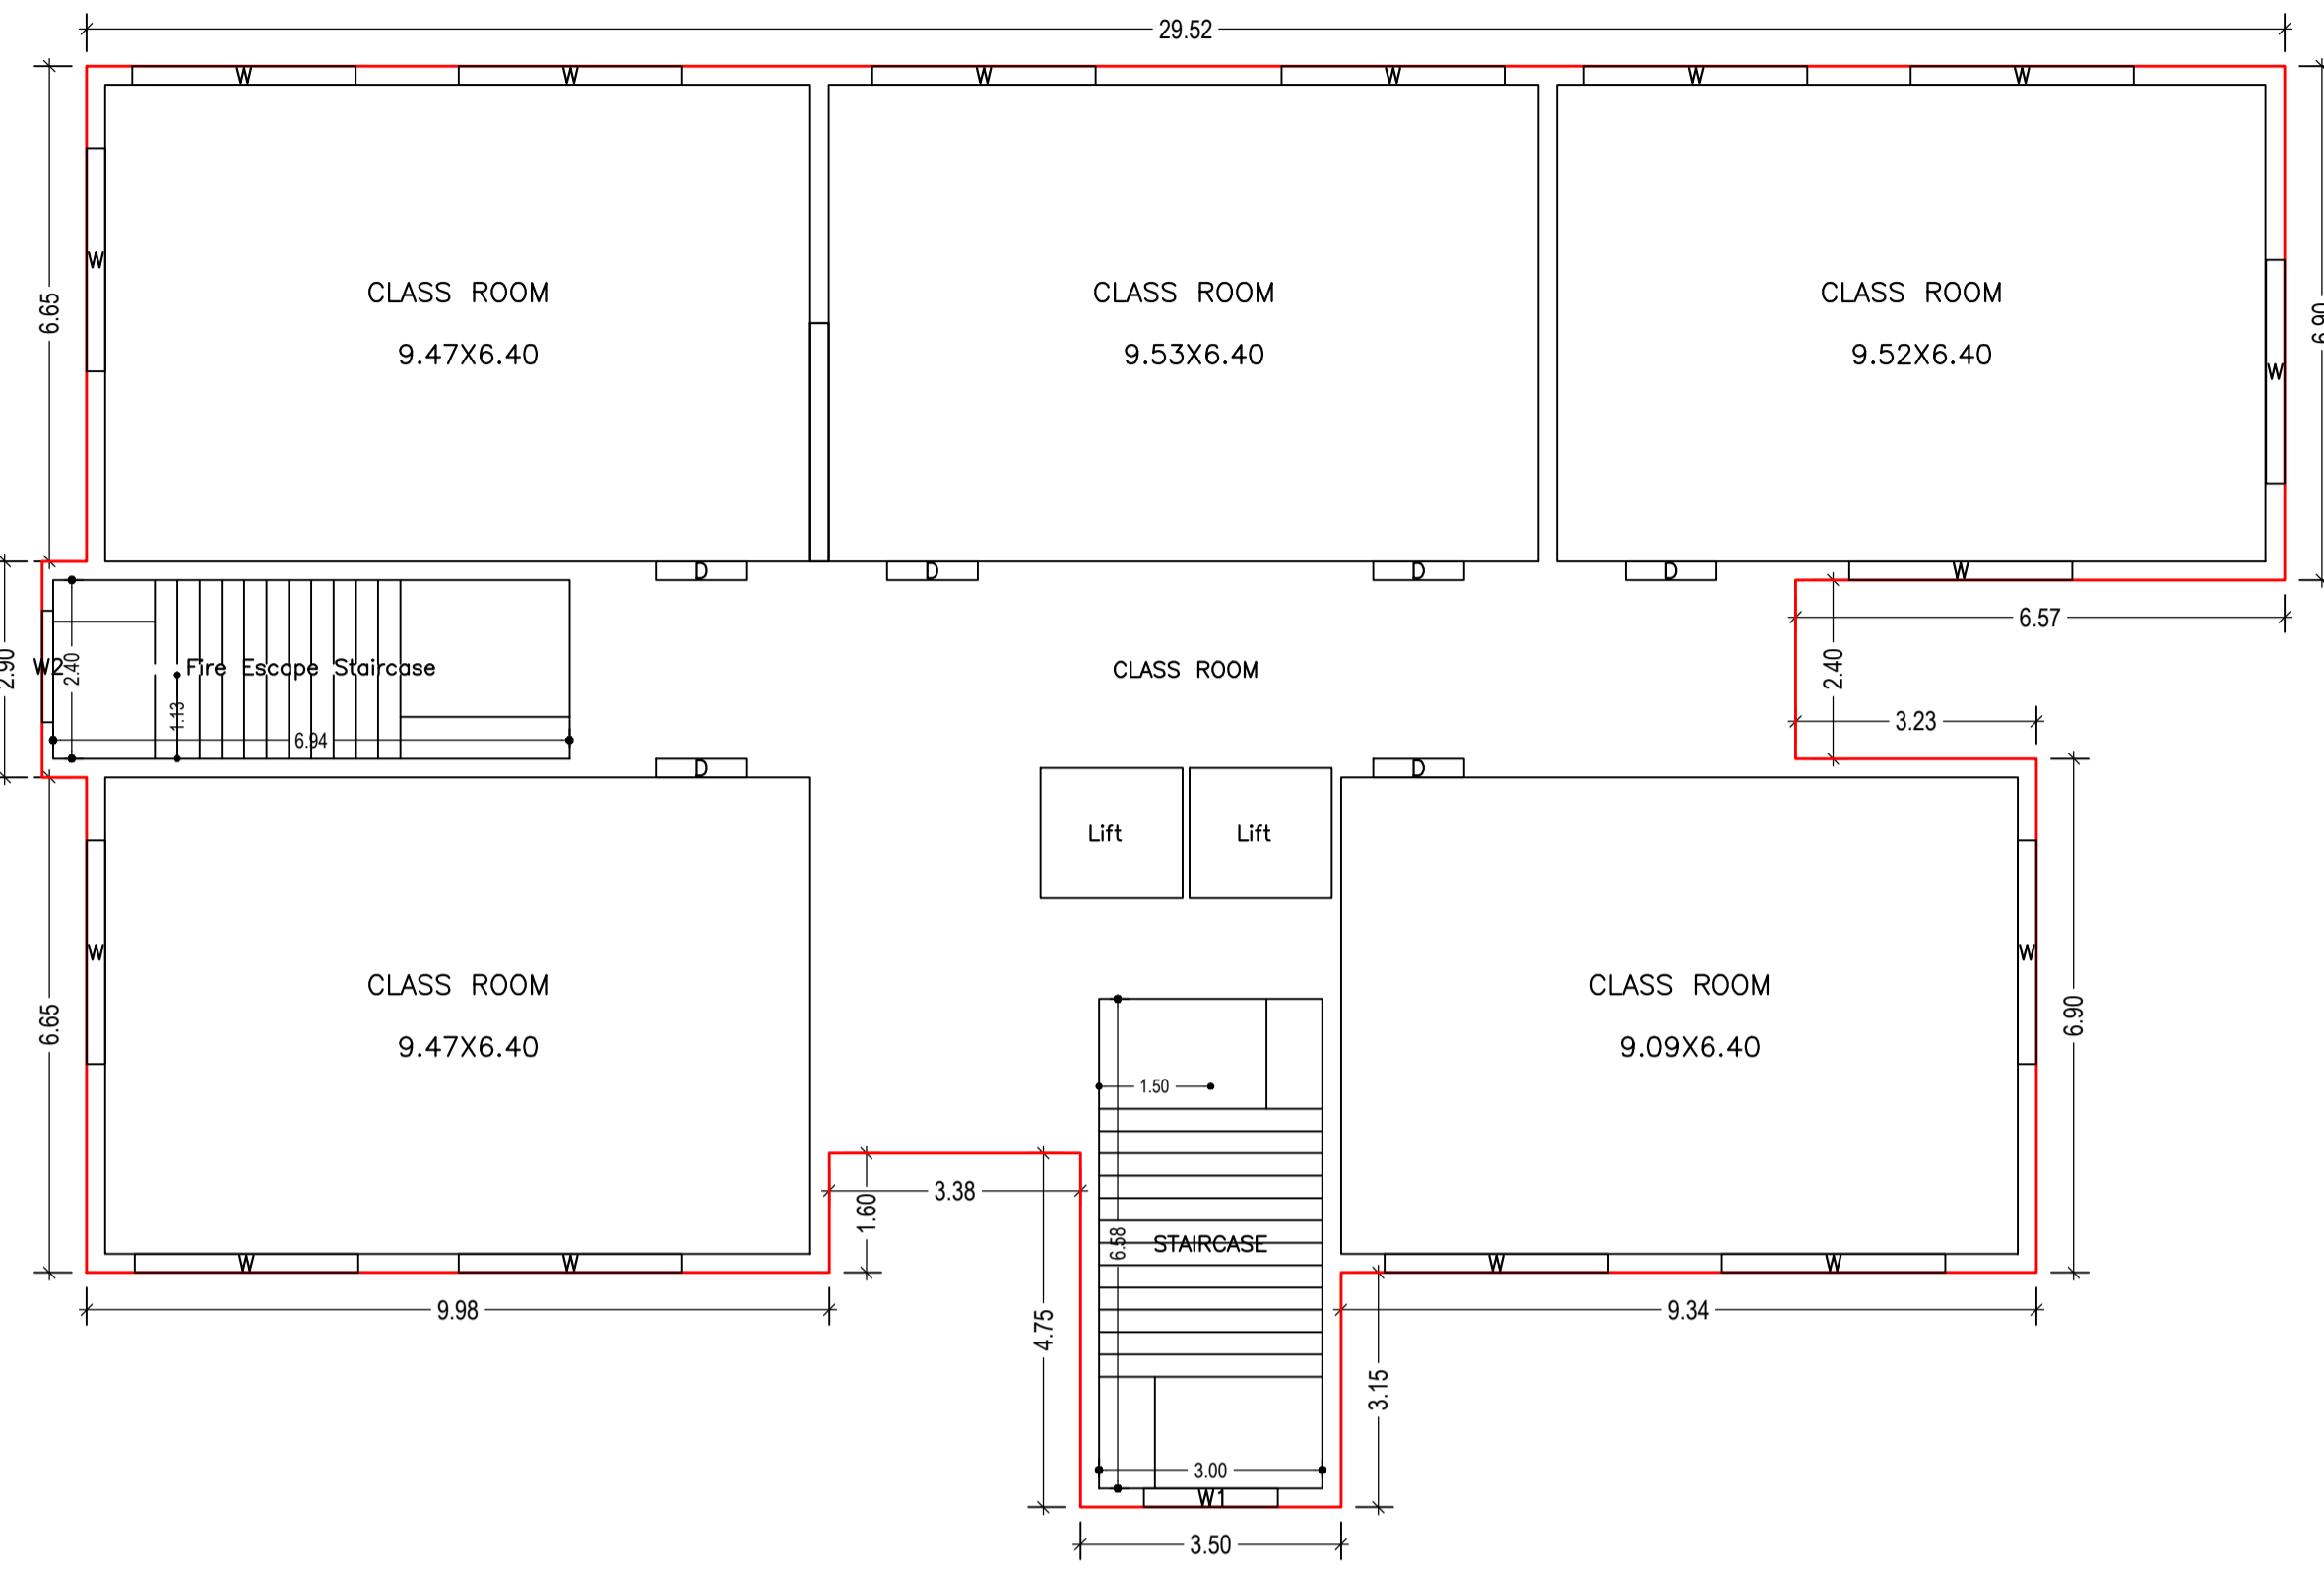 29.52
W
W
W
W
W
W
W
W
6.65
6.90
CLASS ROOM
9.47X6.40
CLASS ROOM
9.53X6.40
CLASS ROOM
9.52X6.40
D
D
D
D
W
6.57
2.90
W2
2.40
Fire Escape Staircase
1.13
6.94
CLASS ROOM
2.40
3.23
D
D
Lift
Lift
W
W
6.65
6.90
CLASS ROOM
9.47X6.40
CLASS ROOM
9.09X6.40
1.50
3.38
1.60
6.58
STAIRCASE
W
W
W
W
9.98
4.75
9.34
3.15
3.00
W1
3.50